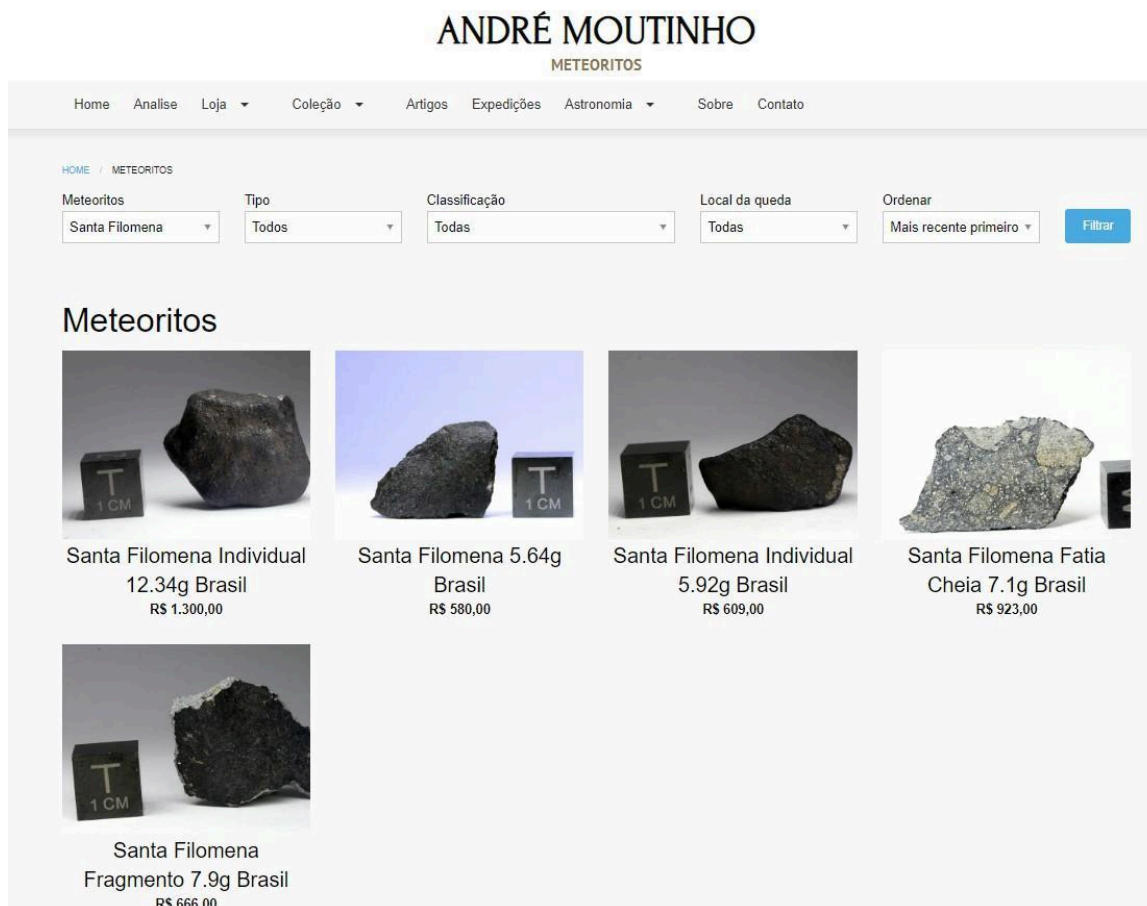 ANDRÉ MOUTINHO
METEORITOS
Home Analise Loja Coleção Artigos Expedições Astronomia Sobre Contato
HOME / METEORITOS
Meteoritos Tipo Classificação Local da queda Ordenar
Santa Filomena Todos Todas Todas Mais recente primeiro Filtrar
Meteoritos
T
1 CM
T
1 CM
T
1 CM
Santa Filomena Individual
12.34g Brasil
R$ 1.300,00
Santa Filomena 5.64g
Brasil
R$ 580,00
Santa Filomena Individual
5.92g Brasil
R$ 609,00
Santa Filomena Fatia
Cheia 7.1g Brasil
R$ 923,00
T
1 CM
Santa Filomena
Fragmento 7.9g Brasil
R$ 666,00